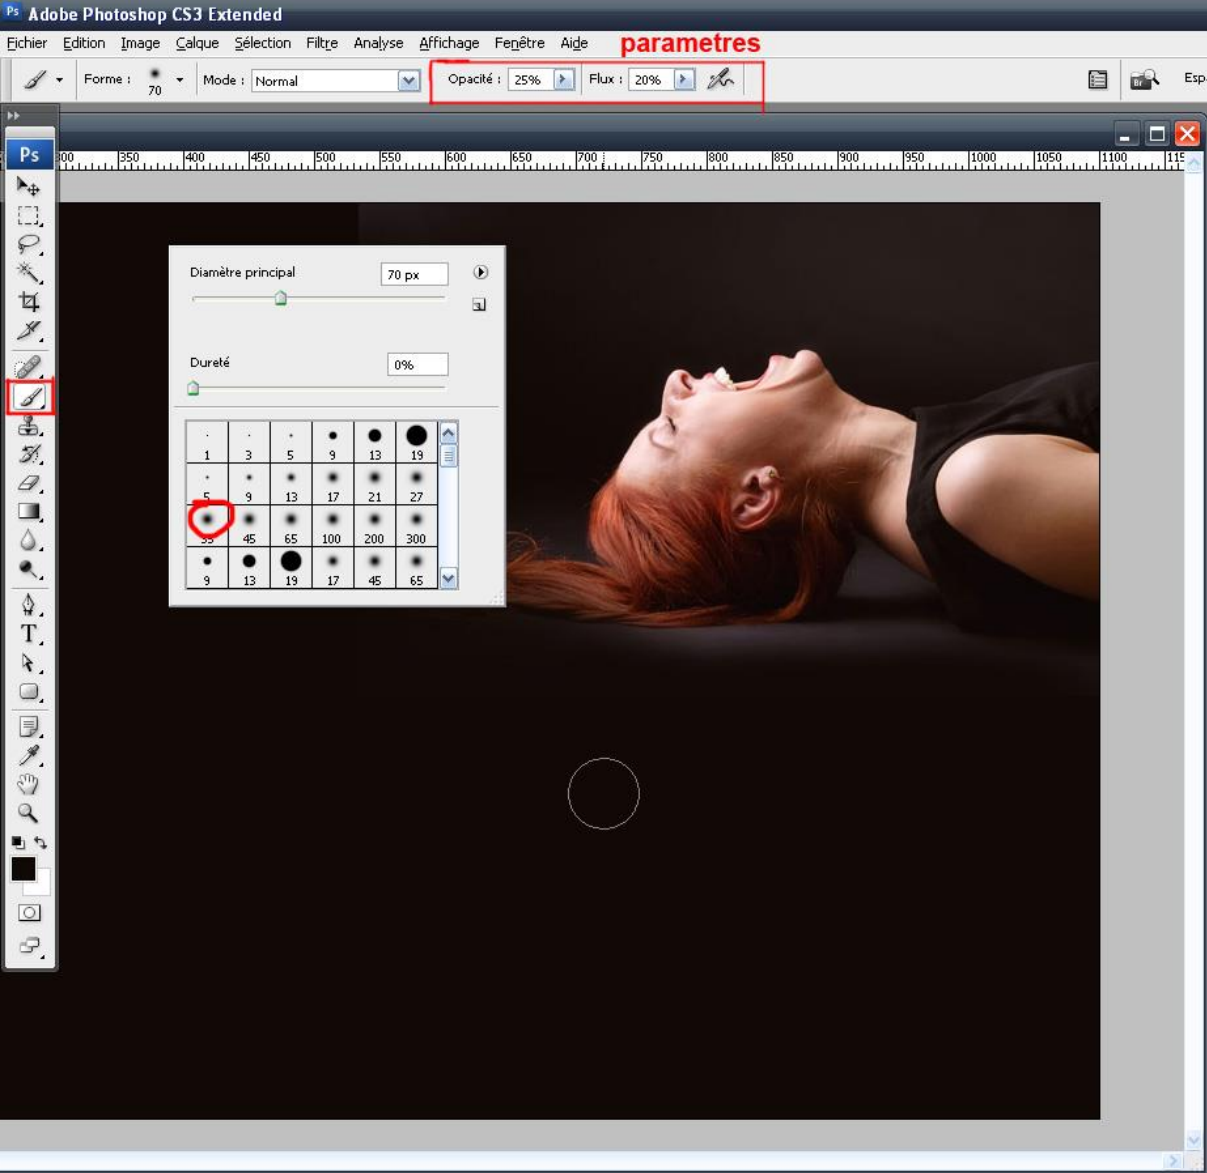 Ps Adobe Photoshop CS3 Extended
Fichier Edition Image Calque Sélection Filtre Analyse Affichage Fenêtre Aide parametres
Forme : 70 Mode : Normal Opacité : 25% Flux : 20% Br
Ps
350 400 450 500 550 600 650 700 750 800 850 900 950 1000 1050 1100
Diamètre principal 70 px
Dureté 0%
1 3 5 9 13 19
5 9 13 17 21 27
35 45 65 100 200 300
9 13 19 17 45 65
T